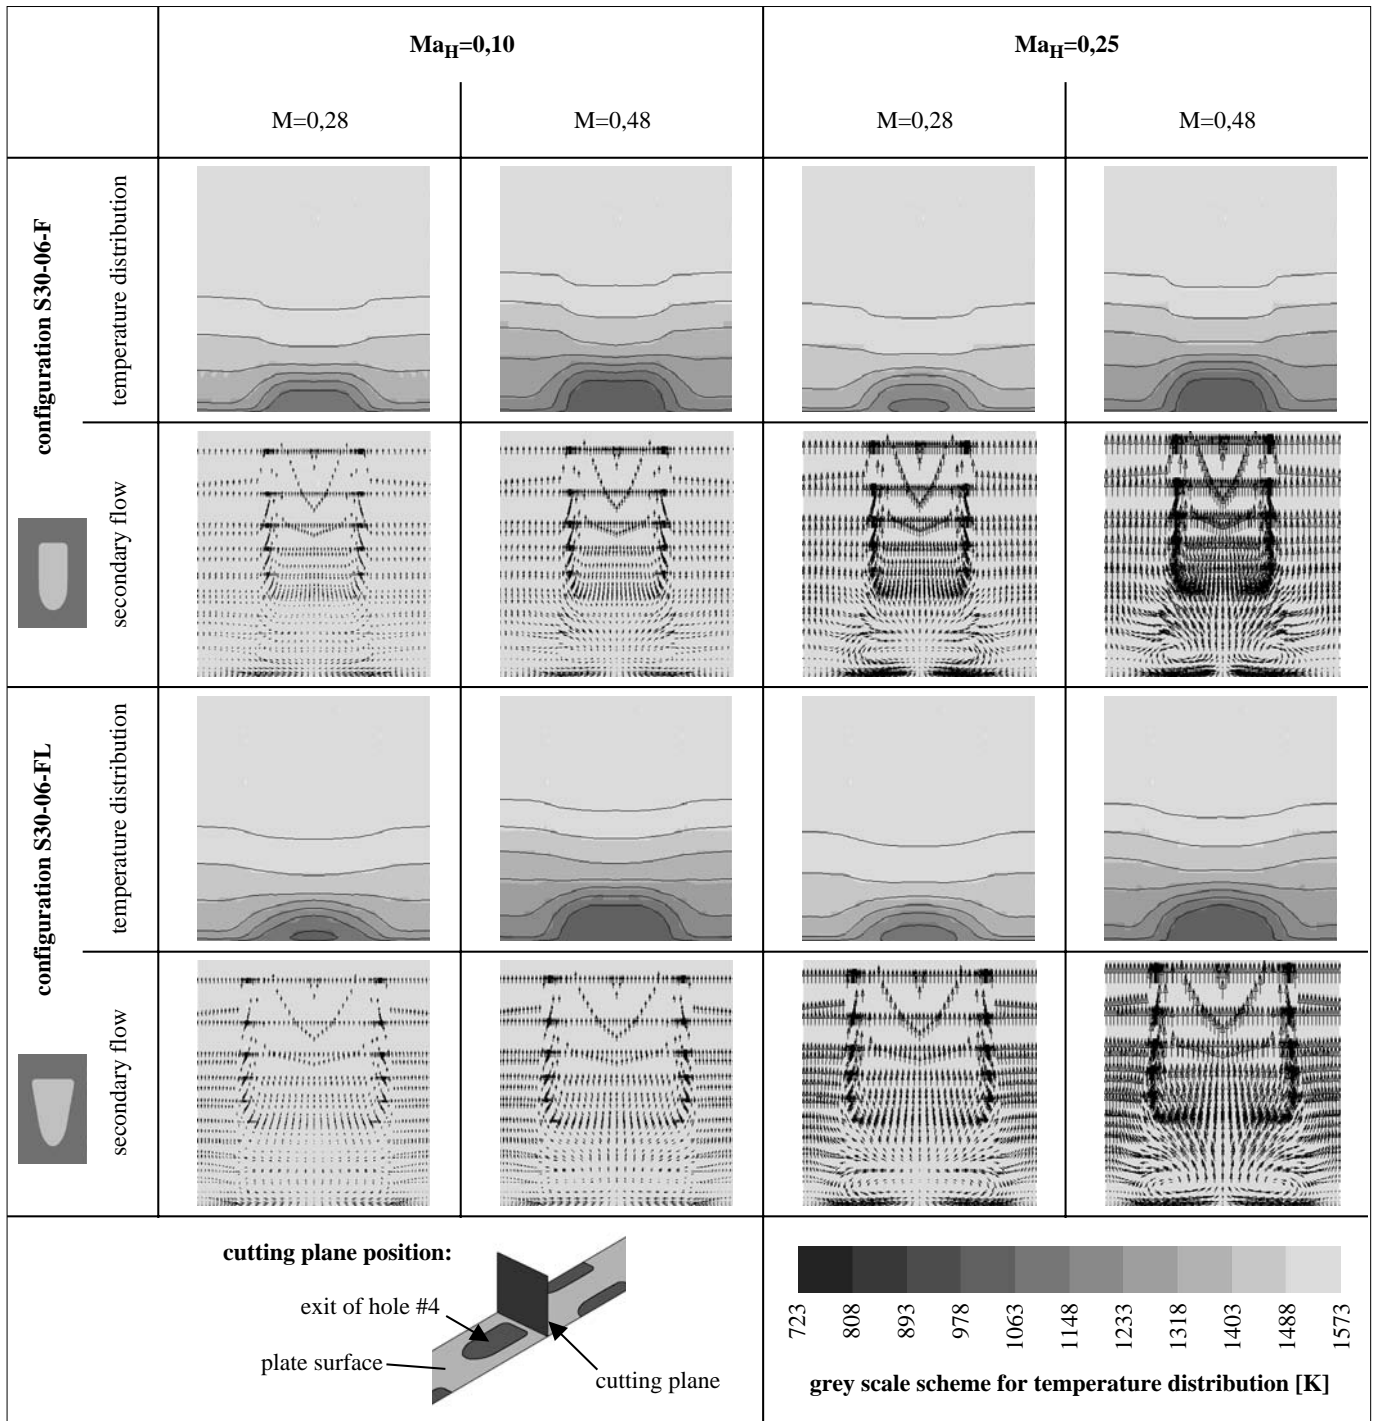 Ma_H=0,10
Ma_H=0,25
M=0,28
M=0,48
M=0,28
M=0,48
configuration S30-06-F
temperature distribution
secondary flow
configuration S30-06-FL
temperature distribution
secondary flow
cutting plane position:
exit of hole #4
plate surface
cutting plane
723
808
893
978
1063
1148
1233
1318
1403
1488
1573
grey scale scheme for temperature distribution [K]